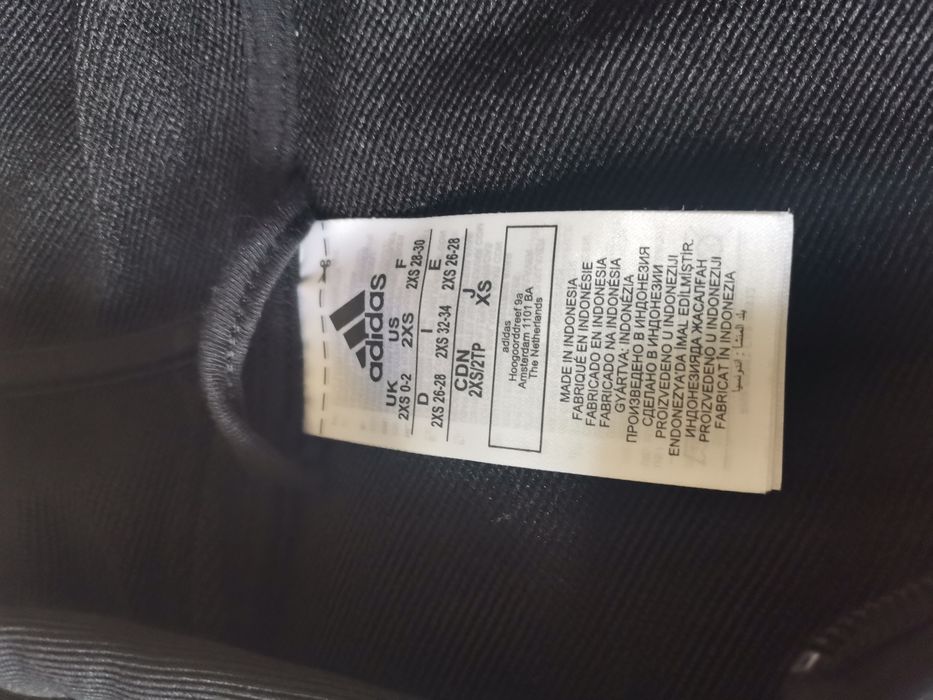 adidas
UK US F
2XS 0-2 2XS 2XS 28-30
D I E
2XS 26-28 2XS 32-34 2XS 26-28
CDN J
2XS/2TP XS
adidas
Hoogoorddreef 9a
Amsterdam 1101 BA
The Netherlands
MADE IN INDONESIA
FABRIQUÉ EN INDONÉSIE
FABRICADO EN INDONESIA
FABRICADO NA INDONÉSIA
GYÁRTVA: INDONÉZIA
ПРОИЗВЕДЕНО В ИНДОНЕЗИЯ
СДЕЛАНО В ИНДОНЕЗИИ
PROIZVEDENO U INDONEZIJI
ENDONEZYA'DA İMAL EDİLMİŞTİR.
ИНДОНЕЗИЯДА ЖАСАЛҒАН
PROIZVEDENO U INDONEZIJI
FABRICAT ÎN INDONEZIA
بلد المنشأ : اندونيسيا